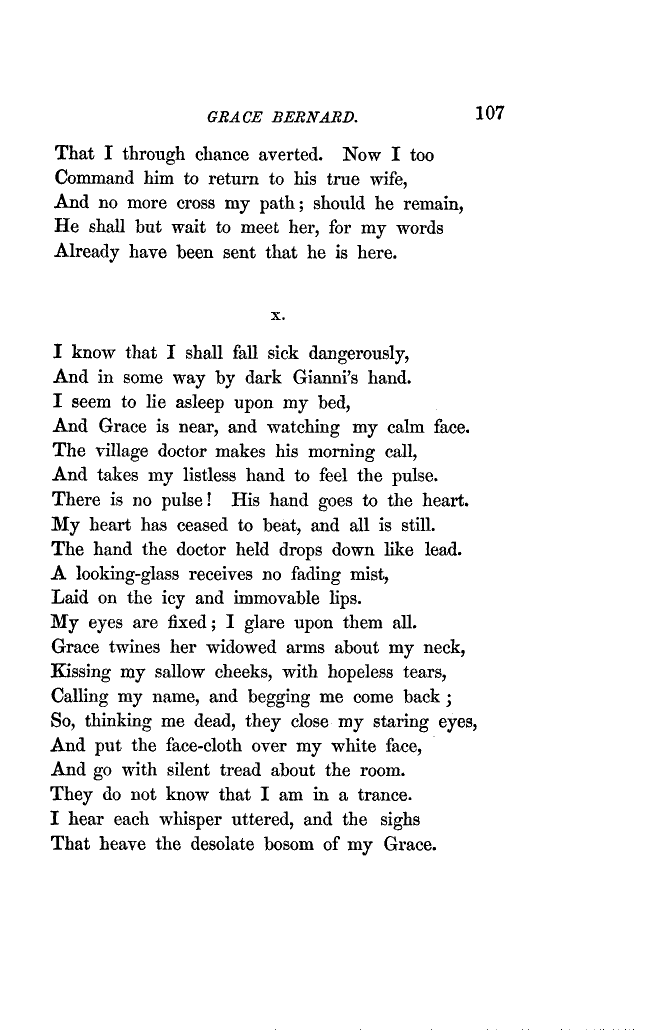 GRACE BERNARD. 107
That I through chance averted. Now I too
Command him to return to his true wife,
And no more cross my path; should he remain,
He shall but wait to meet her, for my words
Already have been sent that he is here.
X.
I know that I shall fall sick dangerously,
And in some way by dark Gianni's hand.
I seem to lie asleep upon my bed,
And Grace is near, and watching my calm face.
The village doctor makes his morning call,
And takes my listless hand to feel the pulse.
There is no pulse! His hand goes to the heart.
My heart has ceased to beat, and all is still.
The hand the doctor held drops down like lead.
A looking-glass receives no fading mist,
Laid on the icy and immovable lips.
My eyes are fixed; I glare upon them all.
Grace twines her widowed arms about my neck,
Kissing my sallow cheeks, with hopeless tears,
Calling my name, and begging me come back;
So, thinking me dead, they close my staring eyes,
And put the face-cloth over my white face,
And go with silent tread about the room.
They do not know that I am in a trance.
I hear each whisper uttered, and the sighs
That heave the desolate bosom of my Grace.